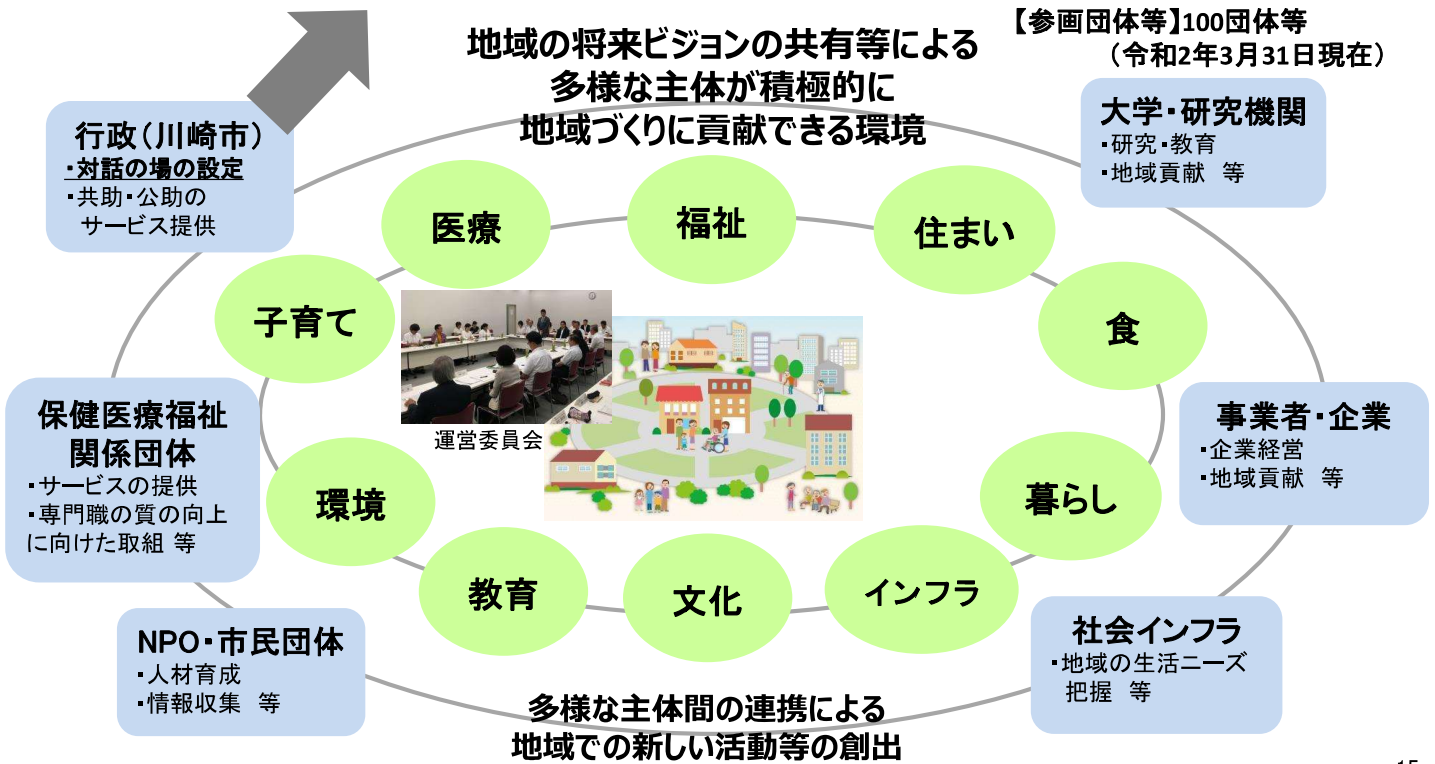 地域の将来ビジョンの共有等による
多様な主体が積極的に
地域づくりに貢献できる環境
【参画団体等】100団体等
（令和2年3月31日現在）
行政（川崎市）
・対話の場の設定
・共助・公助の
サービス提供
大学・研究機関
・研究・教育
・地域貢献　等
医療
福祉
住まい
子育て
食
運営委員会
保健医療福祉
関係団体
・サービスの提供
・専門職の質の向上
に向けた取組 等
事業者・企業
・企業経営
・地域貢献　等
環境
暮らし
教育
文化
インフラ
NPO・市民団体
・人材育成
・情報収集　等
社会インフラ
・地域の生活ニーズ
把握　等
多様な主体間の連携による
地域での新しい活動等の創出